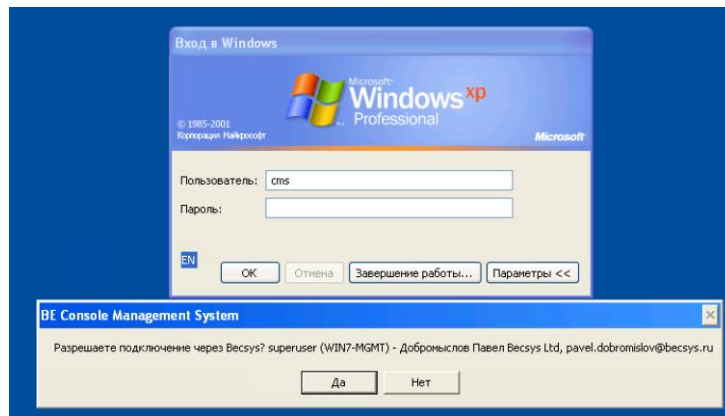 Вход в Windows
Microsoft
Windows xp
Professional
© 1985-2001
Корпорация Майкрософт
Microsoft
Пользователь: cms
Пароль:
EN
ОК Отмена Завершение работы... Параметры <<
BE Console Management System
Разрешаете подключение через Becsys? superuser (WIN7-MGMT) - Добромыслов Павел Becsys Ltd, pavel.dobromislov@becsys.ru
Да Нет